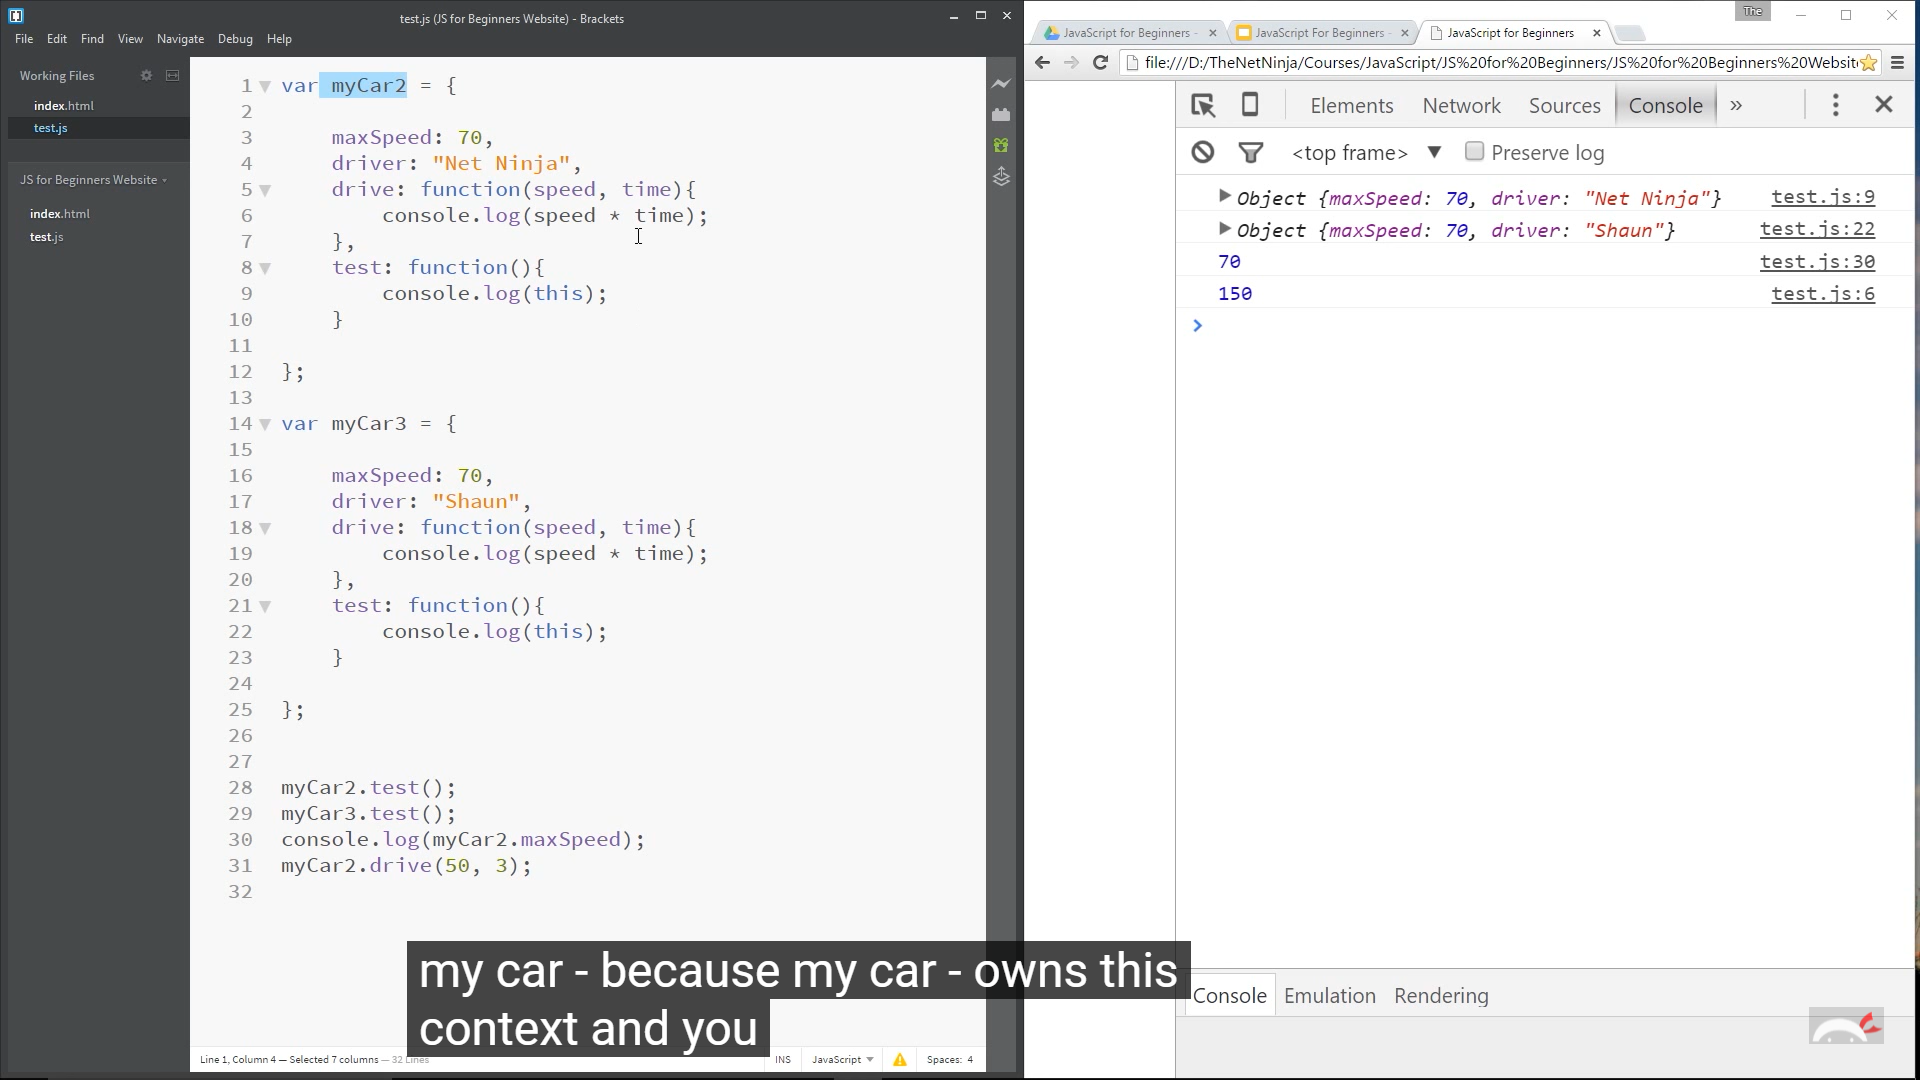 test.js (JS for Beginners Website) - Brackets
File Edit Find View Navigate Debug Help
Working Files
index.html
test.js
JS for Beginners Website
index.html
test.js
1 var myCar2 = {
2
3 maxSpeed: 70,
4 driver: "Net Ninja",
5 drive: function(speed, time){
6 console.log(speed * time);
7 },
8 test: function(){
9 console.log(this);
10 }
11
12 };
13
14 var myCar3 = {
15
16 maxSpeed: 70,
17 driver: "Shaun",
18 drive: function(speed, time){
19 console.log(speed * time);
20 },
21 test: function(){
22 console.log(this);
23 }
24
25 };
26
27
28 myCar2.test();
29 myCar3.test();
30 console.log(myCar2.maxSpeed);
31 myCar2.drive(50, 3);
32
Line 1, Column 4 — Selected 7 columns — 32 Lines
INS JavaScript Spaces: 4
The
JavaScript for Beginners - JavaScript For Beginners - JavaScript for Beginners
file:///D:/TheNetNinja/Courses/JavaScript/JS%20for%20Beginners/JS%20for%20Beginners%20Websit
Elements Network Sources Console »
<top frame> Preserve log
Object {maxSpeed: 70, driver: "Net Ninja"} test.js:9
Object {maxSpeed: 70, driver: "Shaun"} test.js:22
70 test.js:30
150 test.js:6
Console Emulation Rendering
my car - because my car - owns this
context and you